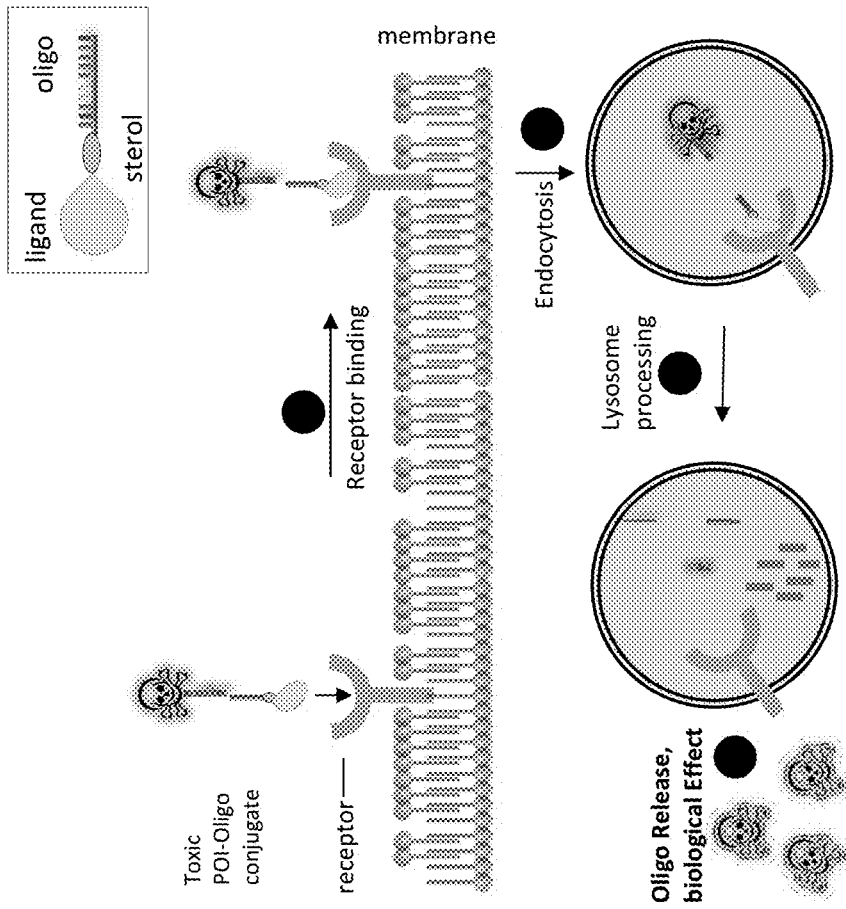 ligand
oligo
sterol
membrane
Toxic
POI-Oligo
conjugate
receptor
Receptor binding
Endocytosis
Lysosome
processing
Oligo Release,
biological Effect